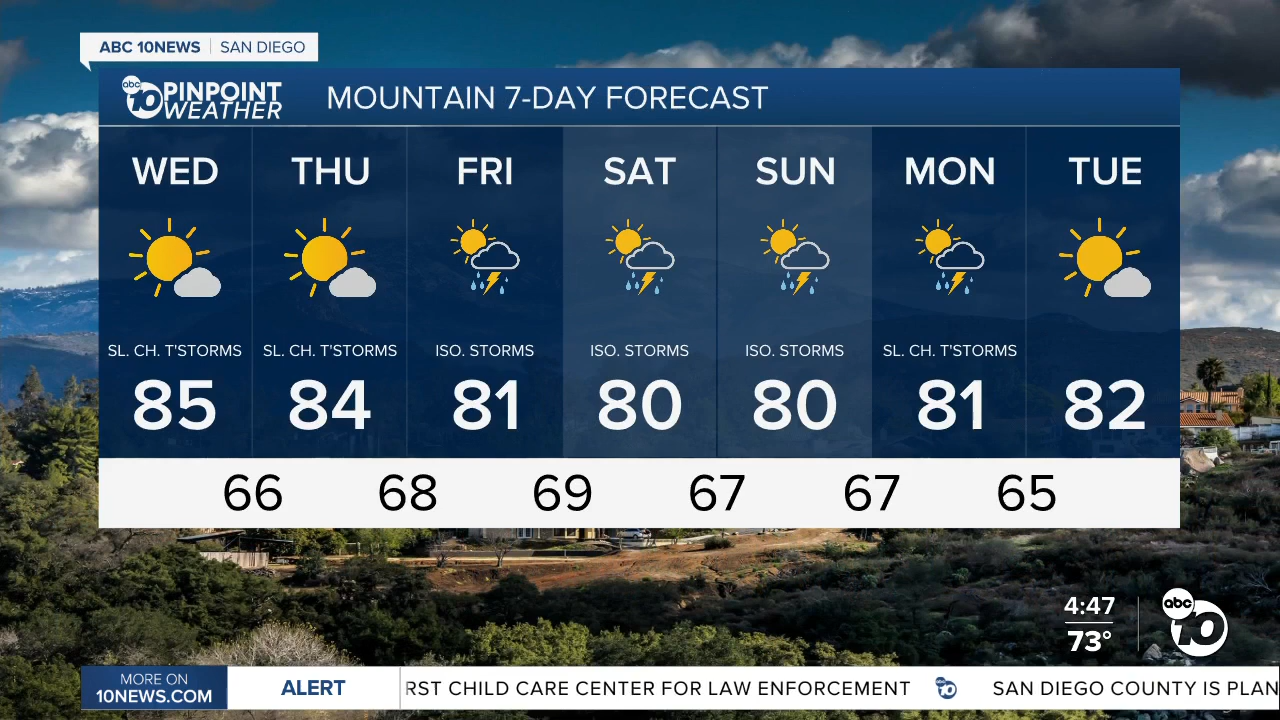 ABC 10NEWS | SAN DIEGO
abc 10 PINPOINT WEATHER
MOUNTAIN 7-DAY FORECAST
WED THU FRI SAT SUN MON TUE
SL. CH. T'STORMS SL. CH. T'STORMS ISO. STORMS ISO. STORMS ISO. STORMS SL. CH. T'STORMS
85 84 81 80 80 81 82
66 68 69 67 67 65
4:47
73°
abc 10
MORE ON
10NEWS.COM
ALERT
RST CHILD CARE CENTER FOR LAW ENFORCEMENT abc 10 SAN DIEGO COUNTY IS PLAN